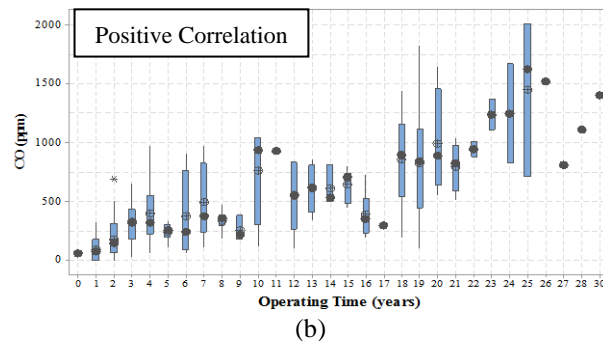 Positive Correlation
CO (ppm)
2000
1500
1000
500
0
0 1 2 3 4 5 6 7 8 9 10 11 12 13 14 15 16 17 18 19 20 21 22 23 24 25 26 27 28 30
Operating Time (years)
(b)